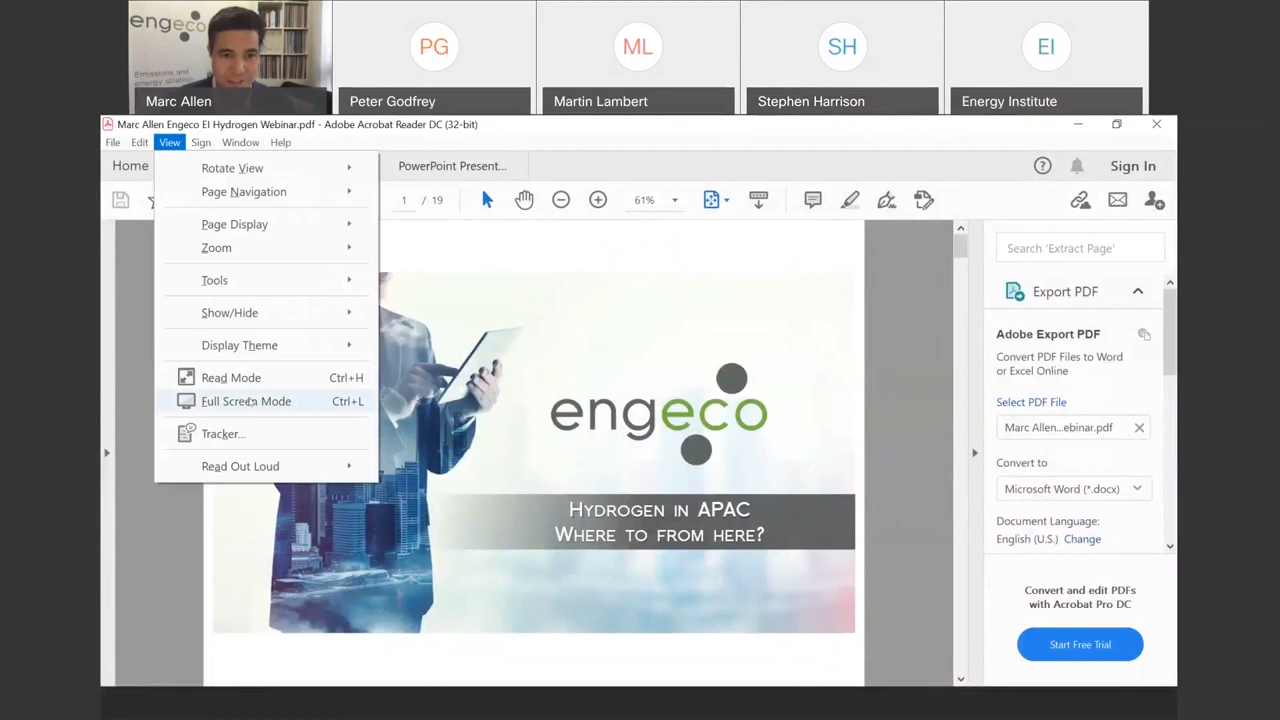 engeco
Emissions and
energy strategy
Marc Allen
PG
Peter Godfrey
ML
Martin Lambert
SH
Stephen Harrison
EI
Energy Institute
Marc Allen Engeco EI Hydrogen Webinar.pdf - Adobe Acrobat Reader DC (32-bit)
File Edit View Sign Window Help
Home
PowerPoint Present...
Sign In
1 / 19
61%
Rotate View
Page Navigation
Page Display
Zoom
Tools
Show/Hide
Display Theme
Read Mode Ctrl+H
Full Screen Mode Ctrl+L
Tracker...
Read Out Loud
engeco
HYDROGEN IN APAC
WHERE TO FROM HERE?
Search 'Extract Page'
Export PDF
Adobe Export PDF
Convert PDF Files to Word
or Excel Online
Select PDF File
Marc Allen...ebinar.pdf
Convert to
Microsoft Word (*.docx)
Document Language:
English (U.S.) Change
Convert and edit PDFs
with Acrobat Pro DC
Start Free Trial